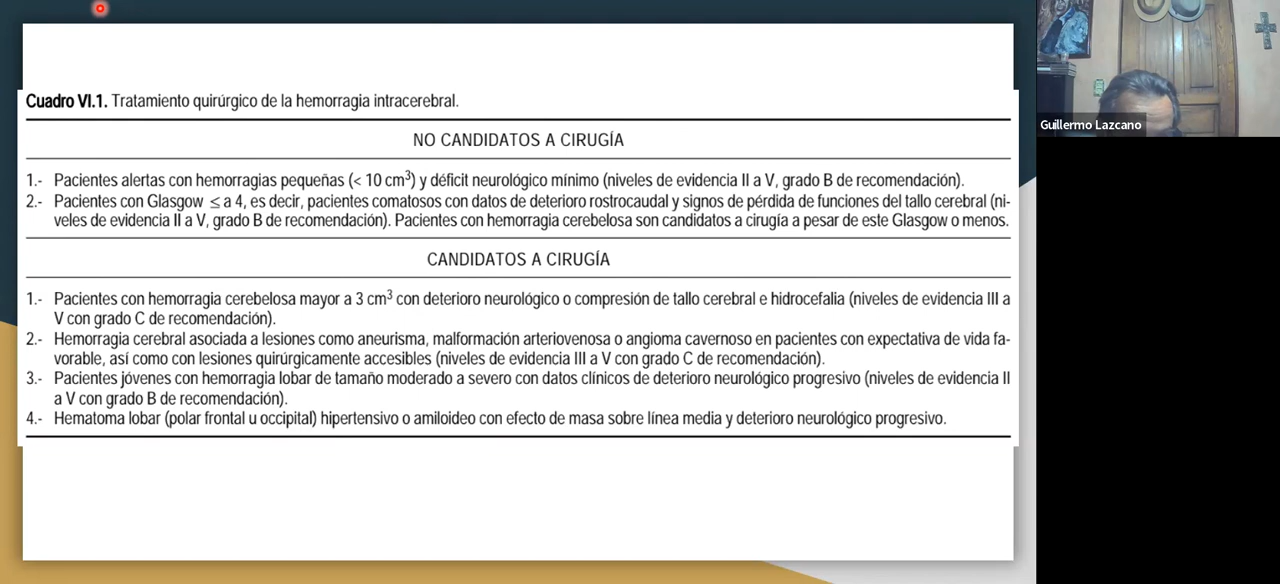 Cuadro VI.1. Tratamiento quirúrgico de la hemorragia intracerebral.
NO CANDIDATOS A CIRUGÍA
1.- Pacientes alertas con hemorragias pequeñas (< 10 cm³) y déficit neurológico mínimo (niveles de evidencia II a V, grado B de recomendación).
2.- Pacientes con Glasgow ≤ a 4, es decir, pacientes comatosos con datos de deterioro rostrocaudal y signos de pérdida de funciones del tallo cerebral (ni-
veles de evidencia II a V, grado B de recomendación). Pacientes con hemorragia cerebelosa son candidatos a cirugía a pesar de este Glasgow o menos.
CANDIDATOS A CIRUGÍA
1.- Pacientes con hemorragia cerebelosa mayor a 3 cm³ con deterioro neurológico o compresión de tallo cerebral e hidrocefalia (niveles de evidencia III a
V con grado C de recomendación).
2.- Hemorragia cerebral asociada a lesiones como aneurisma, malformación arteriovenosa o angioma cavernoso en pacientes con expectativa de vida fa-
vorable, así como con lesiones quirúrgicamente accesibles (niveles de evidencia III a V con grado C de recomendación).
3.- Pacientes jóvenes con hemorragia lobar de tamaño moderado a severo con datos clínicos de deterioro neurológico progresivo (niveles de evidencia II
a V con grado B de recomendación).
4.- Hematoma lobar (polar frontal u occipital) hipertensivo o amiloideo con efecto de masa sobre línea media y deterioro neurológico progresivo.
Guillermo Lazcano